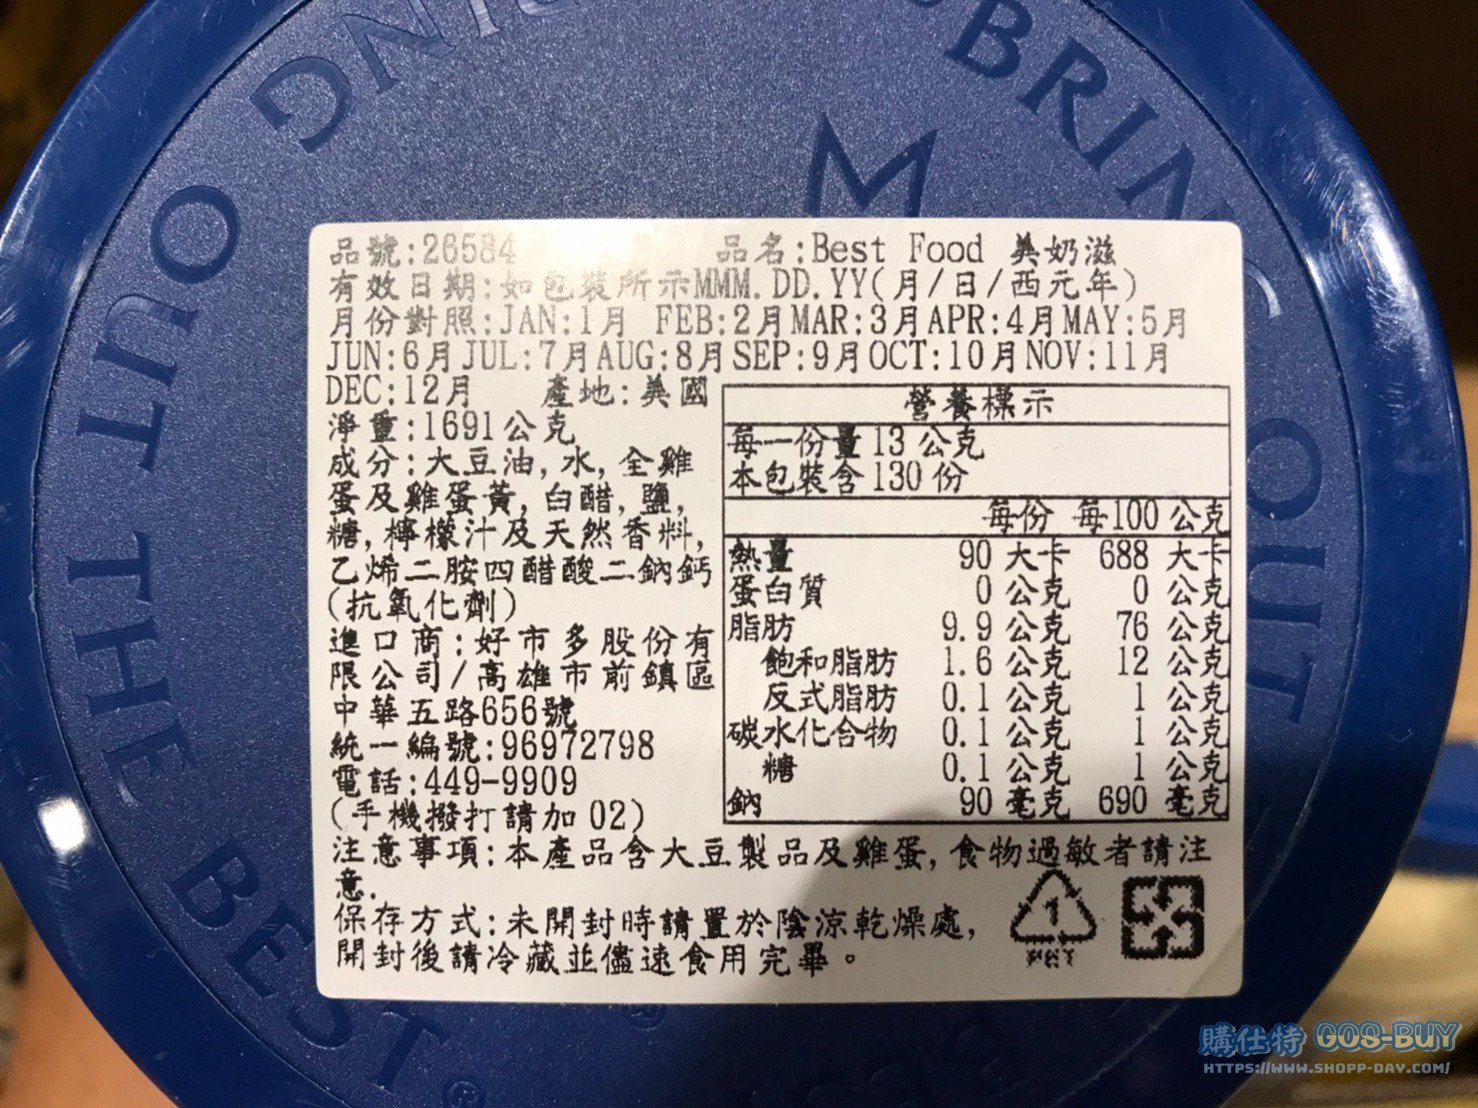 BRING OUT THE BEST
BRING OUT
品號:26584 品名:Best Food 美奶滋
有效日期:如包裝所示MMM.DD.YY(月/日/西元年)
月份對照:JAN:1月 FEB:2月MAR:3月APR:4月MAY:5月
JUN:6月JUL:7月AUG:8月SEP:9月OCT:10月NOV:11月
DEC:12月 產地:美國
淨重:1691公克
成分:大豆油,水,全雞
蛋及雞蛋黃,白醋,鹽,
糖,檸檬汁及天然香料,
乙烯二胺四醋酸二鈉鈣
(抗氧化劑)
進口商:好市多股份有
限公司/高雄市前鎮區
中華五路656號
統一編號:96972798
電話:449-9909
(手機撥打請加02)
營養標示
每一份量13公克
本包裝含130份
每份 每100公克
熱量 90大卡 688大卡
蛋白質 0公克 0公克
脂肪 9.9公克 76公克
飽和脂肪 1.6公克 12公克
反式脂肪 0.1公克 1公克
碳水化合物 0.1公克 1公克
糖 0.1公克 1公克
鈉 90毫克 690毫克
注意事項:本產品含大豆製品及雞蛋,食物過敏者請注
意.
保存方式:未開封時請置於陰涼乾燥處,
開封後請冷藏並儘速食用完畢。
1
PET
購仕特 GOS-BUY
HTTPS://WWW.SHOPP-DAY.COM/